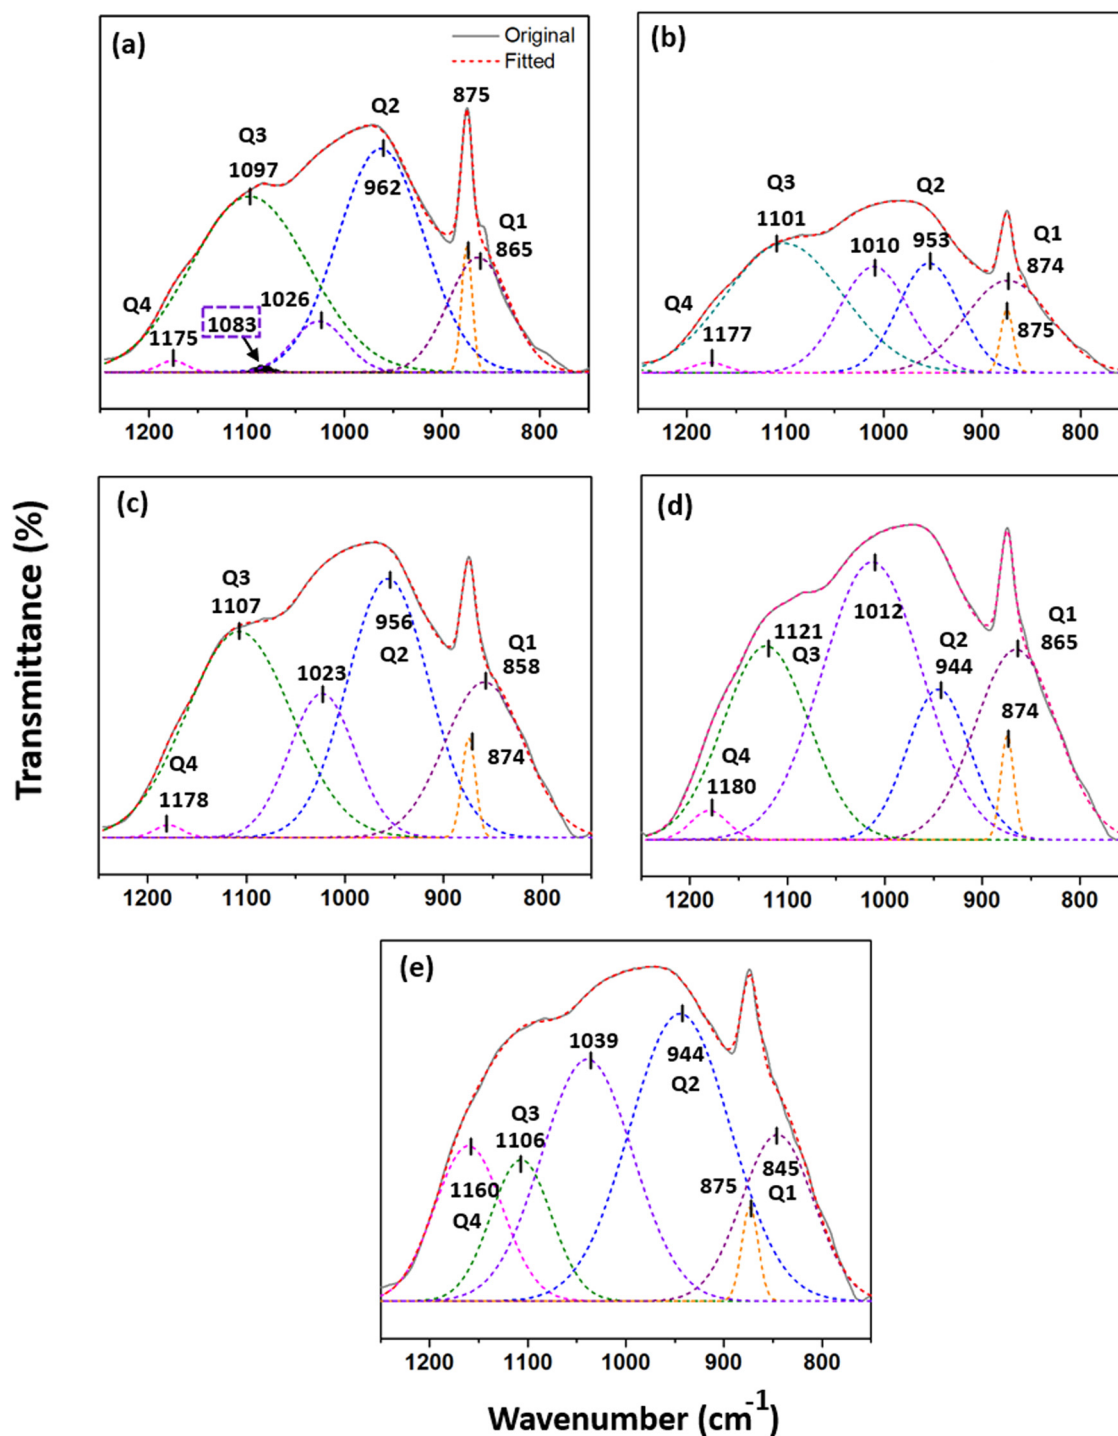 (a)
Original
Fitted
875
Q2
Q3
1097
962
Q1
865
Q4
1026
1083
1175
1200
1100
1000
900
800
(b)
Q3
Q2
1101
953
1010
Q1
874
Q4
1177
875
1200
1100
1000
900
800
Transmittance (%)
(c)
Q3
1107
956
Q2
Q1
858
1023
874
Q4
1178
1200
1100
1000
900
800
(d)
1012
1121
Q3
Q1
865
Q2
944
874
Q4
1180
1200
1100
1000
900
800
(e)
1039
944
Q2
Q3
1106
1160
Q4
875
845
Q1
1200
1100
1000
900
800
Wavenumber (cm-1)